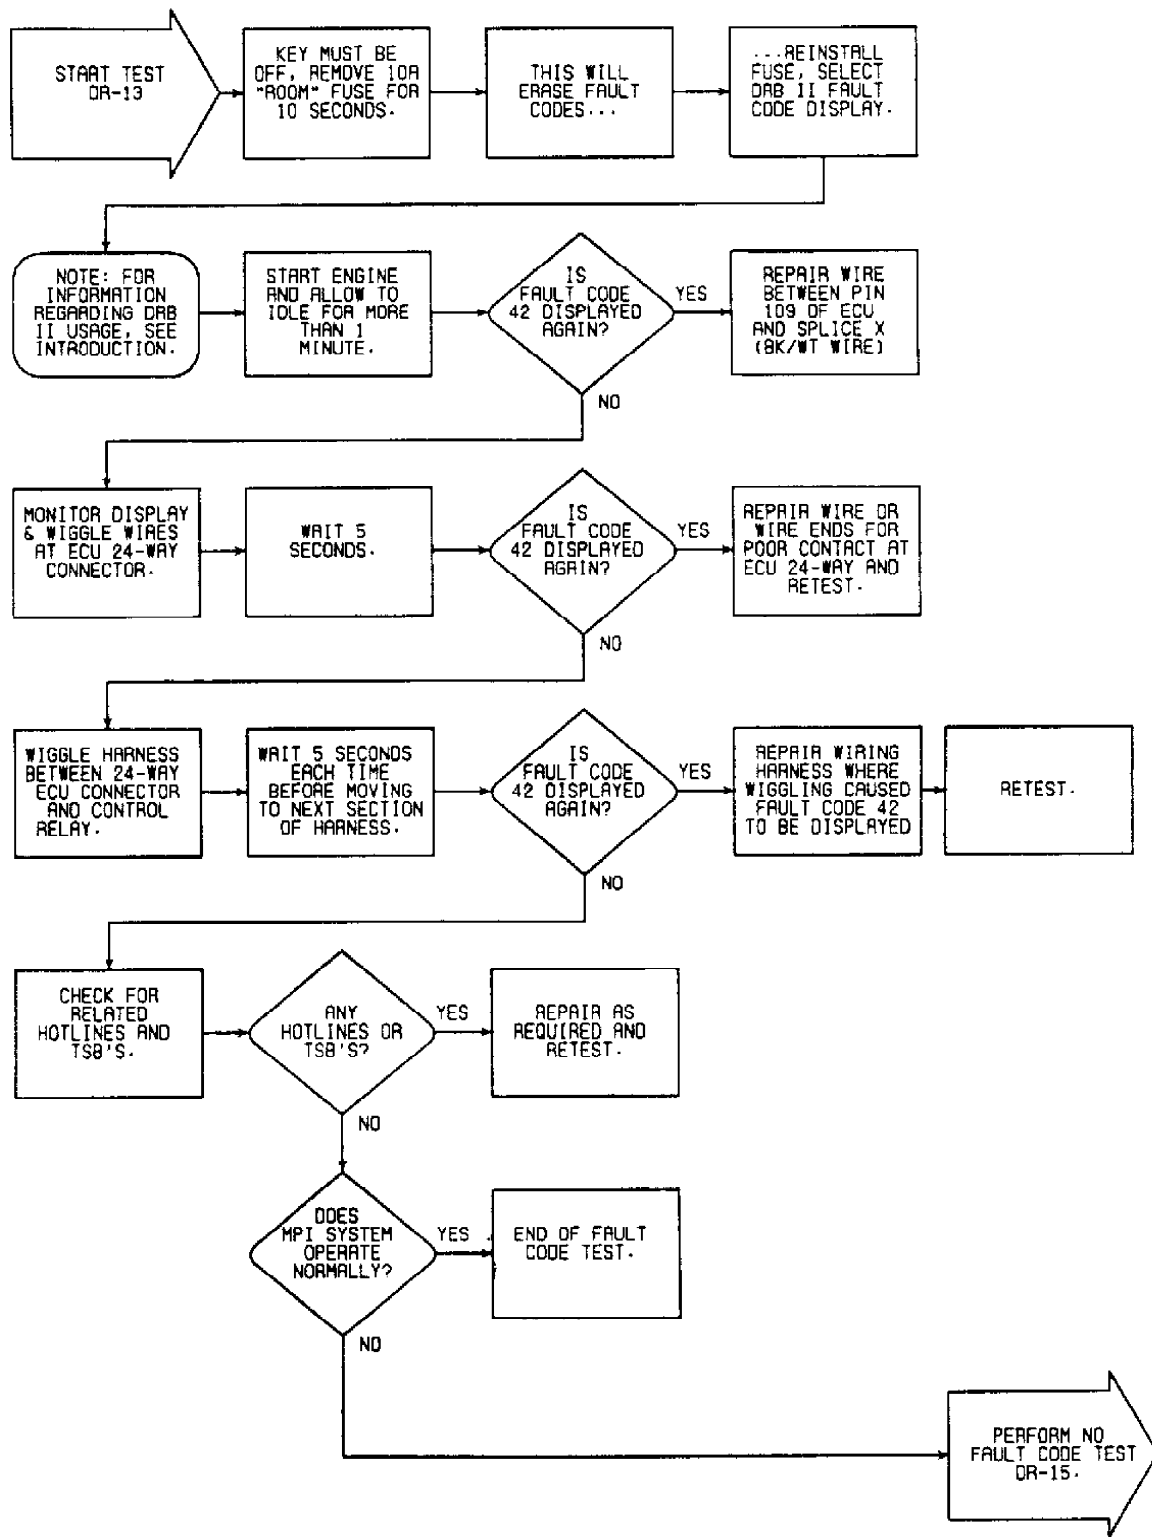 START TEST
DR-13
KEY MUST BE
OFF, REMOVE 10A
"ROOM" FUSE FOR
10 SECONDS.
THIS WILL
ERASE FAULT
CODES...
...REINSTALL
FUSE, SELECT
DRB II FAULT
CODE DISPLAY.
NOTE: FOR
INFORMATION
REGARDING DRB
II USAGE, SEE
INTRODUCTION.
START ENGINE
AND ALLOW TO
IDLE FOR MORE
THAN 1
MINUTE.
IS
FAULT CODE
42 DISPLAYED
AGAIN?
YES
REPAIR WIRE
BETWEEN PIN
109 OF ECU
AND SPLICE X
(BK/WT WIRE)
NO
MONITOR DISPLAY
& WIGGLE WIRES
AT ECU 24-WAY
CONNECTOR.
WAIT 5
SECONDS.
IS
FAULT CODE
42 DISPLAYED
AGAIN?
YES
REPAIR WIRE OR
WIRE ENDS FOR
POOR CONTACT AT
ECU 24-WAY AND
RETEST.
NO
WIGGLE HARNESS
BETWEEN 24-WAY
ECU CONNECTOR
AND CONTROL
RELAY.
WAIT 5 SECONDS
EACH TIME
BEFORE MOVING
TO NEXT SECTION
OF HARNESS.
IS
FAULT CODE
42 DISPLAYED
AGAIN?
YES
REPAIR WIRING
HARNESS WHERE
WIGGLING CAUSED
FAULT CODE 42
TO BE DISPLAYED
RETEST.
NO
CHECK FOR
RELATED
HOTLINES AND
TSB'S.
ANY
HOTLINES OR
TSB'S?
YES
REPAIR AS
REQUIRED AND
RETEST.
NO
DOES
MPI SYSTEM
OPERATE
NORMALLY?
YES
END OF FAULT
CODE TEST.
NO
PERFORM NO
FAULT CODE TEST
DR-15.